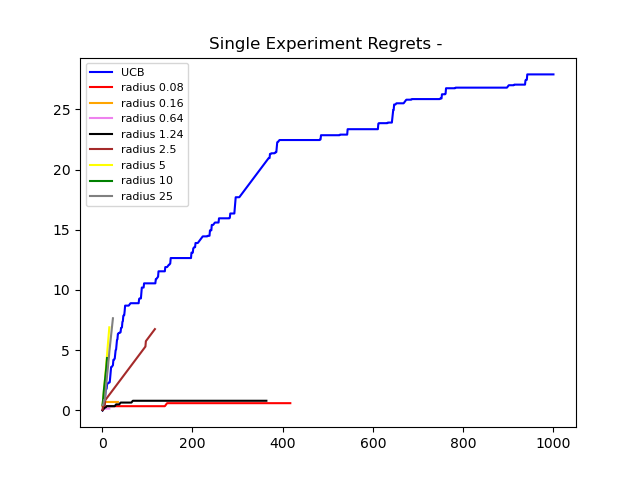 Single Experiment Regrets -
UCB
radius 0.08
radius 0.16
radius 0.64
radius 1.24
radius 2.5
radius 5
radius 10
radius 25
25
20
15
10
5
0
0 200 400 600 800 1000